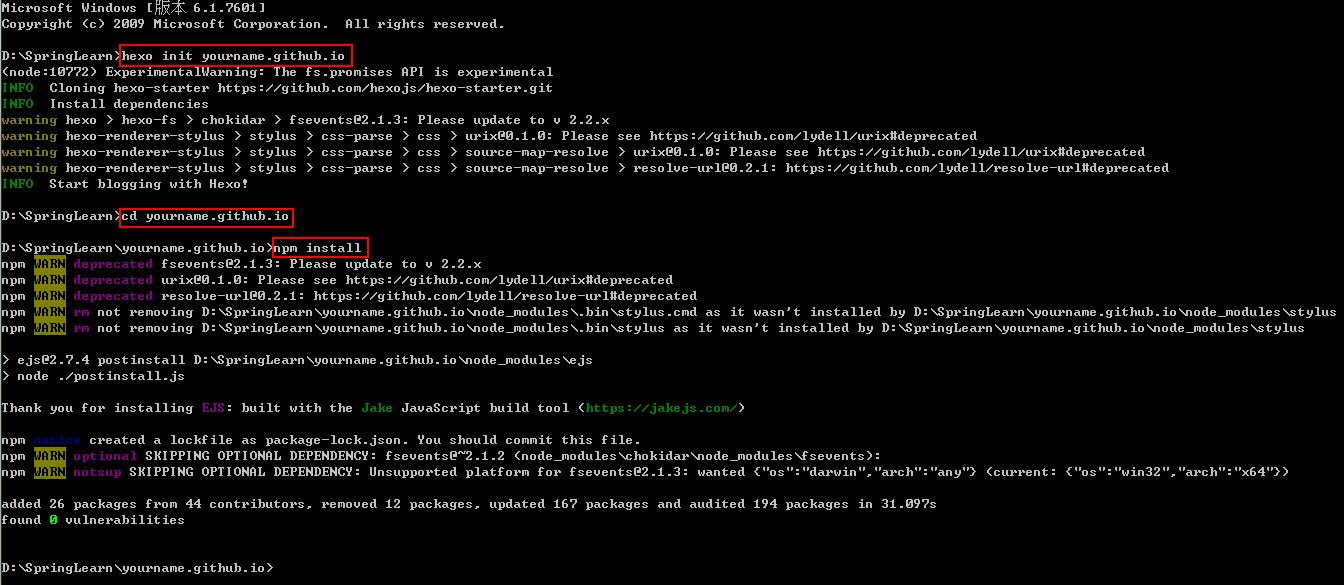 Microsoft Windows [版本 6.1.7601]
Copyright (c) 2009 Microsoft Corporation.  All rights reserved.
D:\SpringLearn>hexo init yourname.github.io
(node:10772) ExperimentalWarning: The fs.promises API is experimental
INFO  Cloning hexo-starter https://github.com/hexojs/hexo-starter.git
INFO  Install dependencies
warning hexo > hexo-fs > chokidar > fsevents@2.1.3: Please update to v 2.2.x
warning hexo-renderer-stylus > stylus > css-parse > css > urix@0.1.0: Please see https://github.com/lydell/urix#deprecated
warning hexo-renderer-stylus > stylus > css-parse > css > source-map-resolve > urix@0.1.0: Please see https://github.com/lydell/urix#deprecated
warning hexo-renderer-stylus > stylus > css-parse > css > source-map-resolve > resolve-url@0.2.1: https://github.com/lydell/resolve-url#deprecated
INFO  Start blogging with Hexo!
D:\SpringLearn>cd yourname.github.io
D:\SpringLearn\yourname.github.io>npm install
npm WARN deprecated fsevents@2.1.3: Please update to v 2.2.x
npm WARN deprecated urix@0.1.0: Please see https://github.com/lydell/urix#deprecated
npm WARN deprecated resolve-url@0.2.1: https://github.com/lydell/resolve-url#deprecated
npm WARN rm not removing D:\SpringLearn\yourname.github.io\node_modules\.bin\stylus.cmd as it wasn't installed by D:\SpringLearn\yourname.github.io\node_modules\stylus
npm WARN rm not removing D:\SpringLearn\yourname.github.io\node_modules\.bin\stylus as it wasn't installed by D:\SpringLearn\yourname.github.io\node_modules\stylus
> ejs@2.7.4 postinstall D:\SpringLearn\yourname.github.io\node_modules\ejs
> node ./postinstall.js
Thank you for installing EJS: built with the Jake JavaScript build tool (https://jakejs.com/)
npm notice created a lockfile as package-lock.json. You should commit this file.
npm WARN optional SKIPPING OPTIONAL DEPENDENCY: fsevents@~2.1.2 (node_modules\chokidar\node_modules\fsevents):
npm WARN notsup SKIPPING OPTIONAL DEPENDENCY: Unsupported platform for fsevents@2.1.3: wanted {"os":"darwin","arch":"any"} (current: {"os":"win32","arch":"x64"})
added 26 packages from 44 contributors, removed 12 packages, updated 167 packages and audited 194 packages in 31.097s
found 0 vulnerabilities
D:\SpringLearn\yourname.github.io>